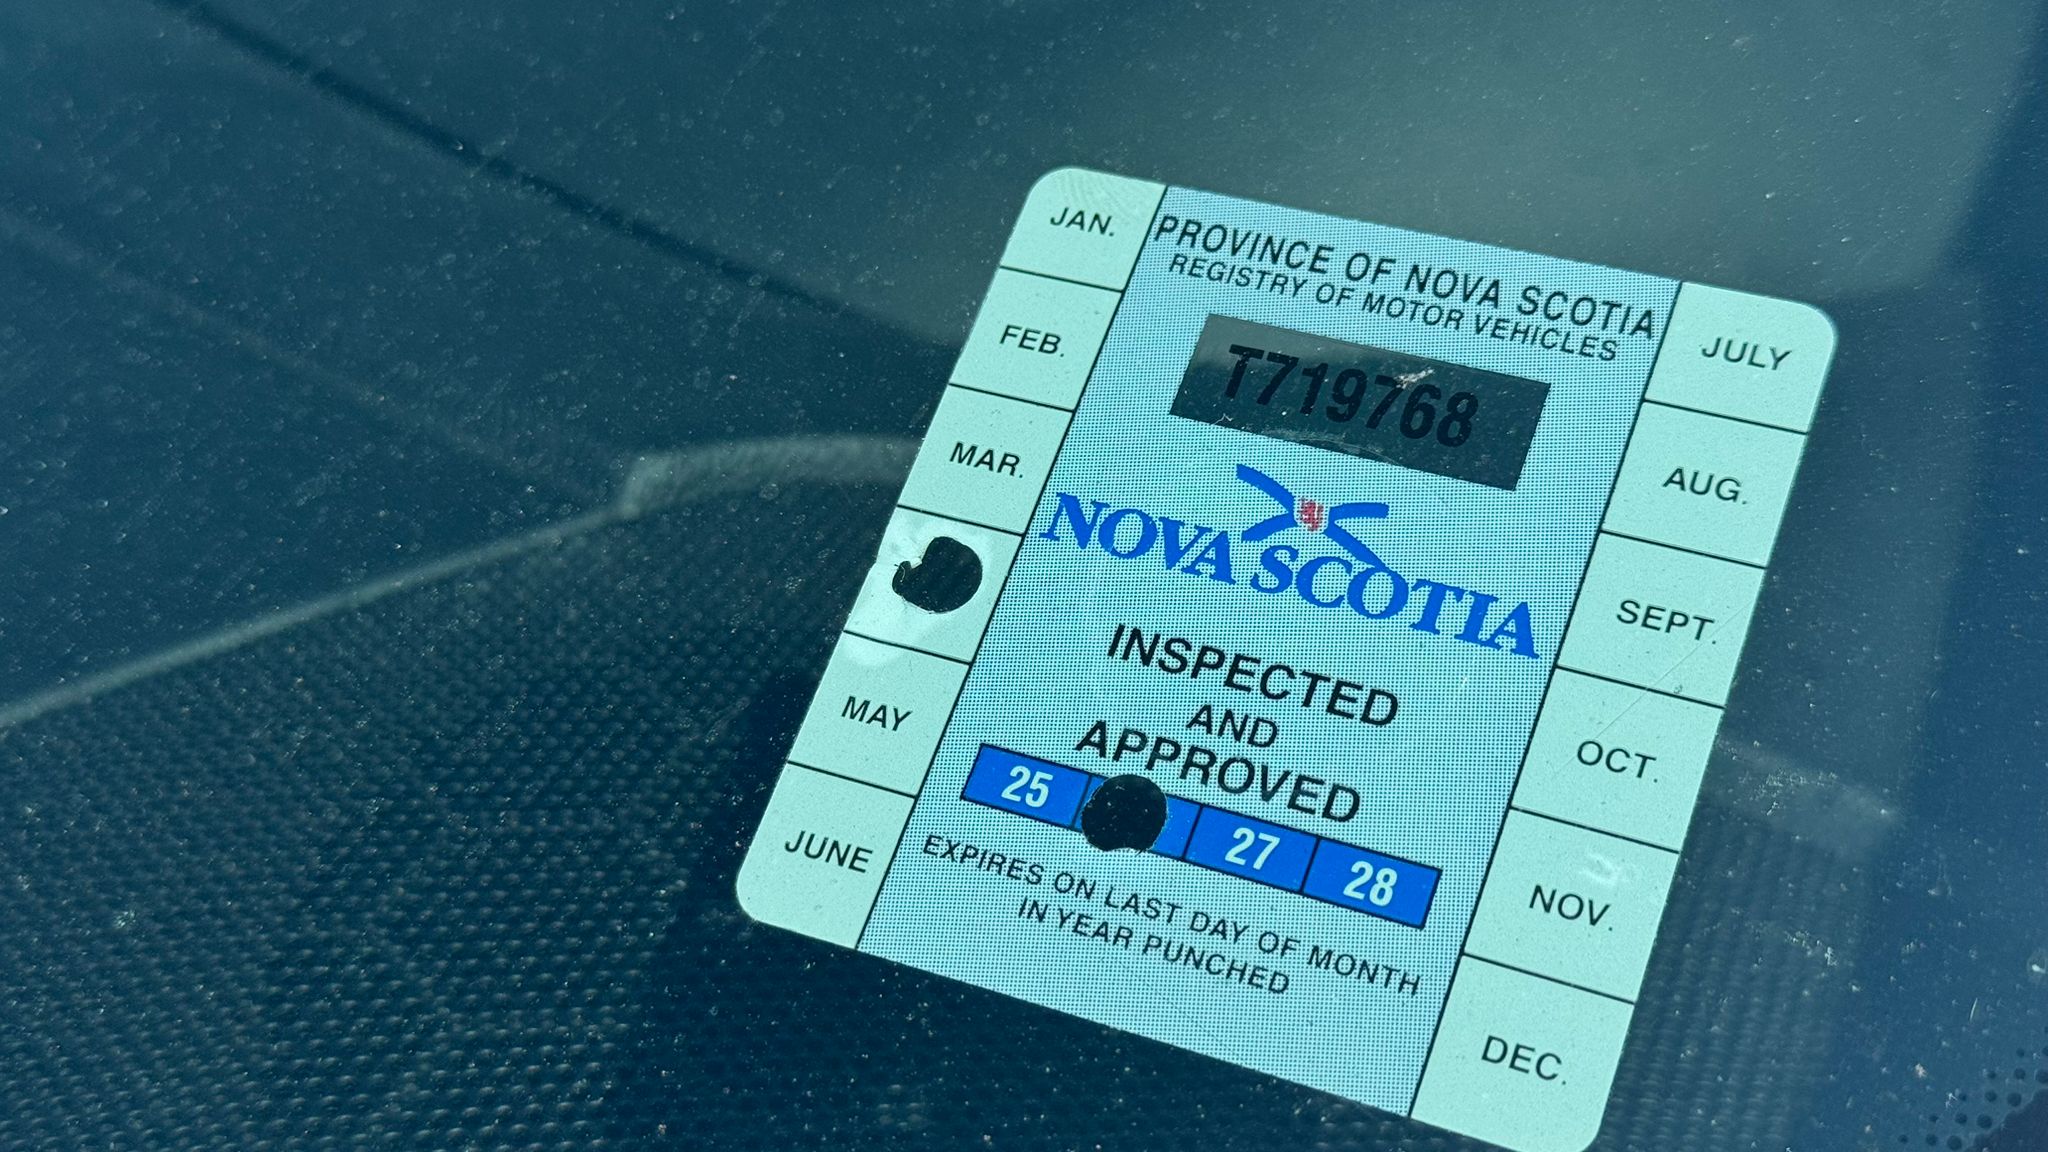 JAN.
FEB.
MAR.
MAY
JUNE
PROVINCE OF NOVA SCOTIA
REGISTRY OF MOTOR VEHICLES
T719768
NOVA SCOTIA
INSPECTED
AND
APPROVED
25 27 28
EXPIRES ON LAST DAY OF MONTH
IN YEAR PUNCHED
JULY
AUG.
SEPT.
OCT.
NOV.
DEC.